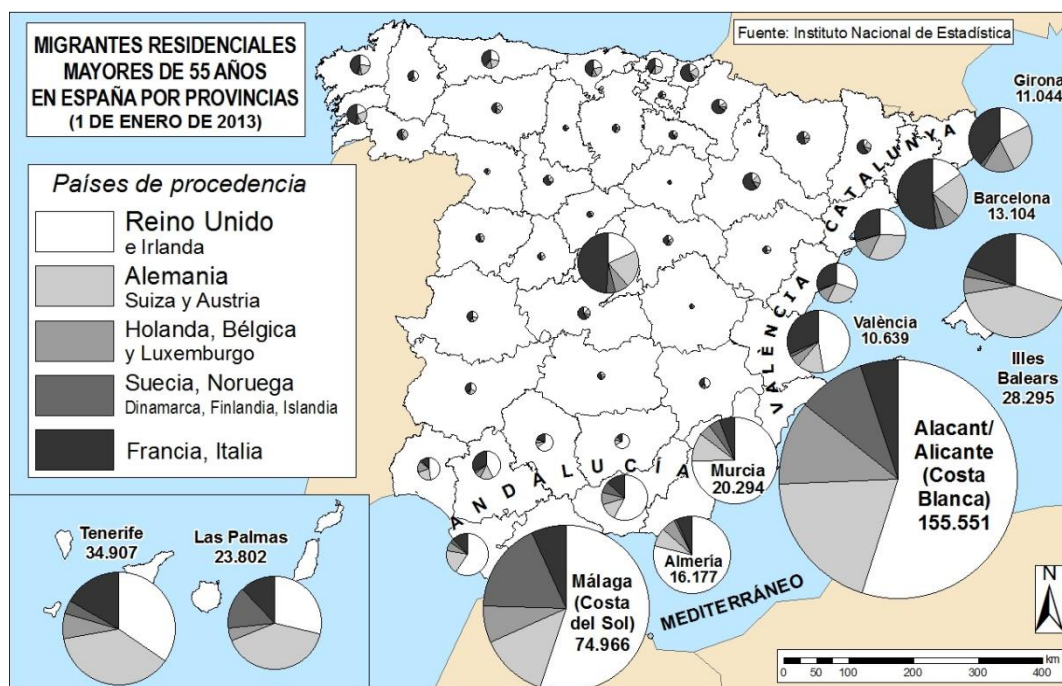 MIGRANTES RESIDENCIALES
MAYORES DE 55 AÑOS
EN ESPAÑA POR PROVINCIAS
(1 DE ENERO DE 2013)
Fuente: Instituto Nacional de Estadística
Países de procedencia
Reino Unido
e Irlanda
Alemania
Suiza y Austria
Holanda, Bélgica
y Luxemburgo
Suecia, Noruega
Dinamarca, Finlandia, Islandia
Francia, Italia
Girona
11.044
CATALUNYA
Barcelona
13.104
VALÈNCIA
València
10.639
Illes
Balears
28.295
Alacant/
Alicante
(Costa
Blanca)
155.551
Murcia
20.294
ANDALUCÍA
Almería
16.177
Málaga
(Costa
del Sol)
74.966
MEDITERRÁNEO
Tenerife
34.907
Las Palmas
23.802
N
km
0 50 100 200 300 400